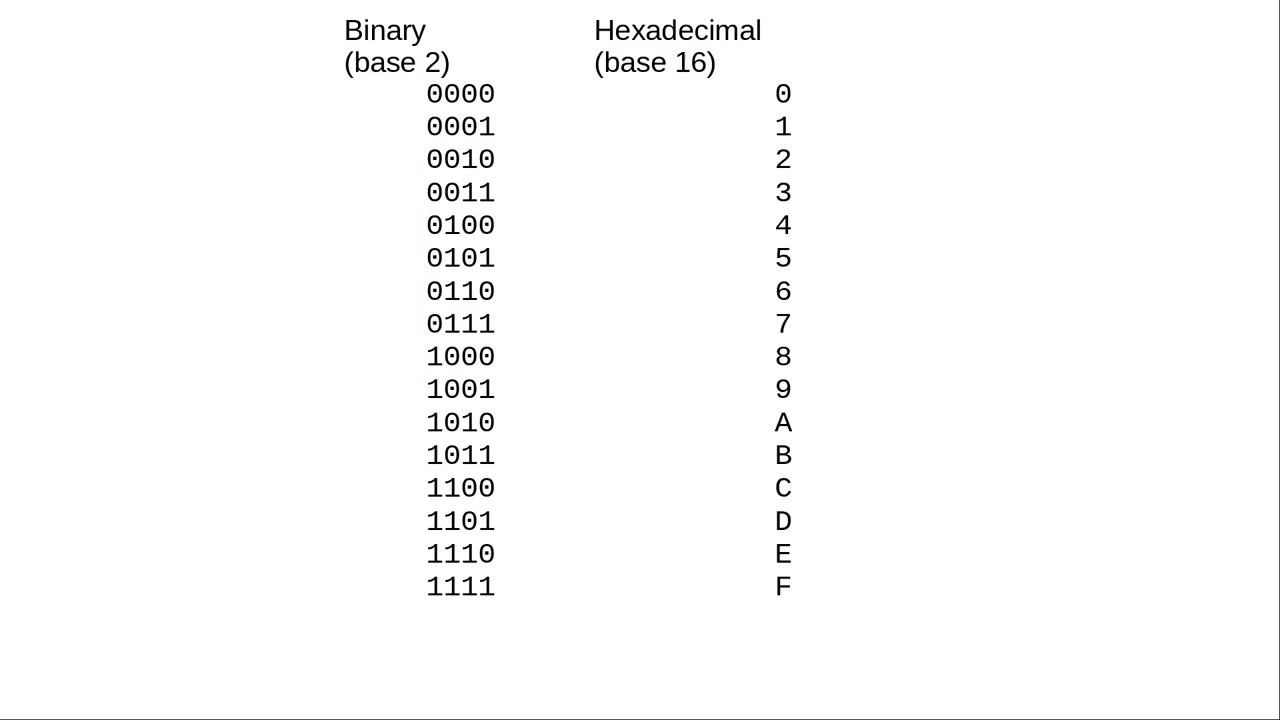 Binary Hexadecimal
(base 2) (base 16)
0000 0
0001 1
0010 2
0011 3
0100 4
0101 5
0110 6
0111 7
1000 8
1001 9
1010 A
1011 B
1100 C
1101 D
1110 E
1111 F